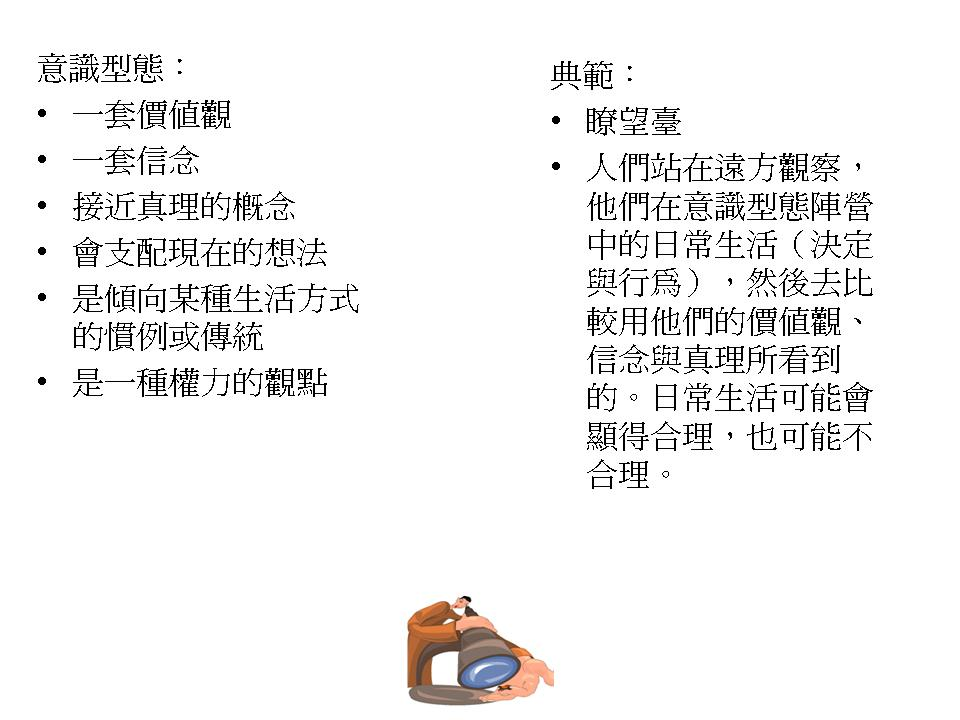 意識型態：
• 一套價值觀
• 一套信念
• 接近真理的概念
• 會支配現在的想法
• 是傾向某種生活方式
的慣例或傳統
• 是一種權力的觀點
典範：
• 瞭望臺
• 人們站在遠方觀察，
他們在意識型態陣營
中的日常生活（決定
與行為），然後去比
較用他們的價值觀、
信念與真理所看到
的。日常生活可能會
顯得合理，也可能不
合理。